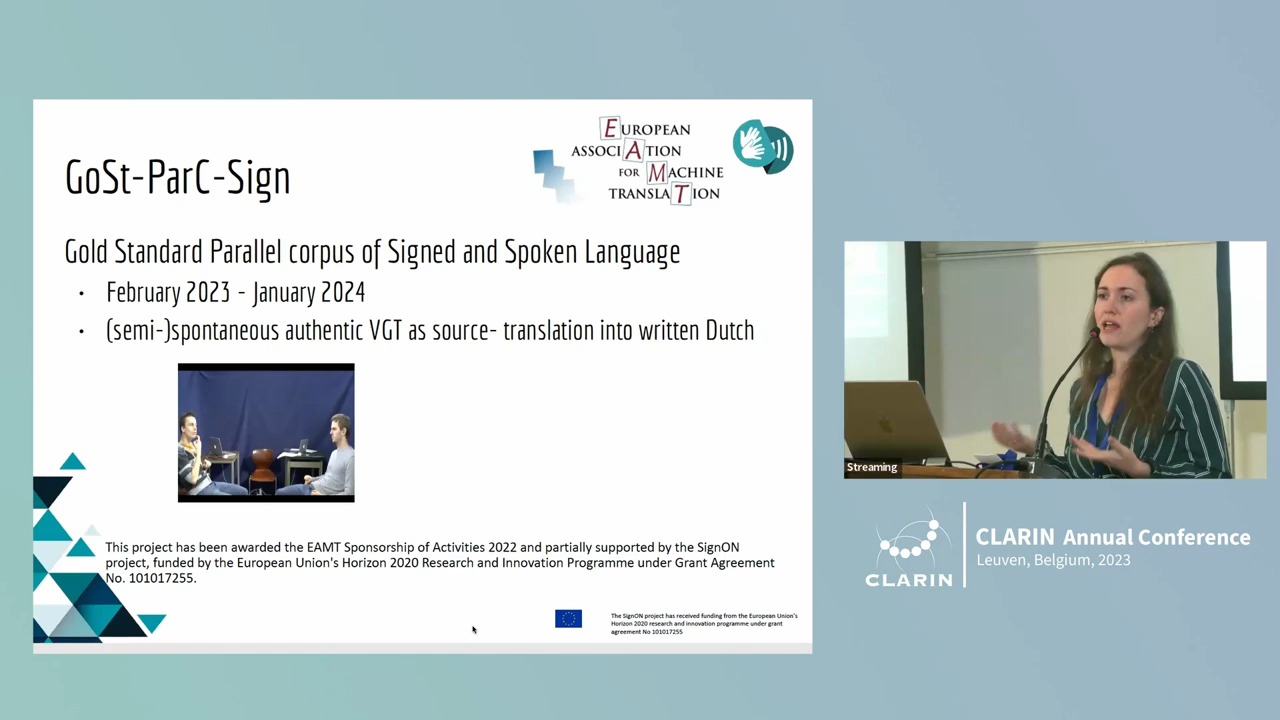 EUROPEAN
ASSOCIATION
FOR MACHINE
TRANSLATION
GoSt-ParC-Sign
Gold Standard Parallel corpus of Signed and Spoken Language
• February 2023 - January 2024
• (semi-)spontaneous authentic VGT as source- translation into written Dutch
This project has been awarded the EAMT Sponsorship of Activities 2022 and partially supported by the SignON
project, funded by the European Union's Horizon 2020 Research and Innovation Programme under Grant Agreement
No. 101017255.
The SignON project has received funding from the European Union's
Horizon 2020 research and innovation programme under grant
agreement No 101017255
Streaming
CLARIN
CLARIN Annual Conference
Leuven, Belgium, 2023